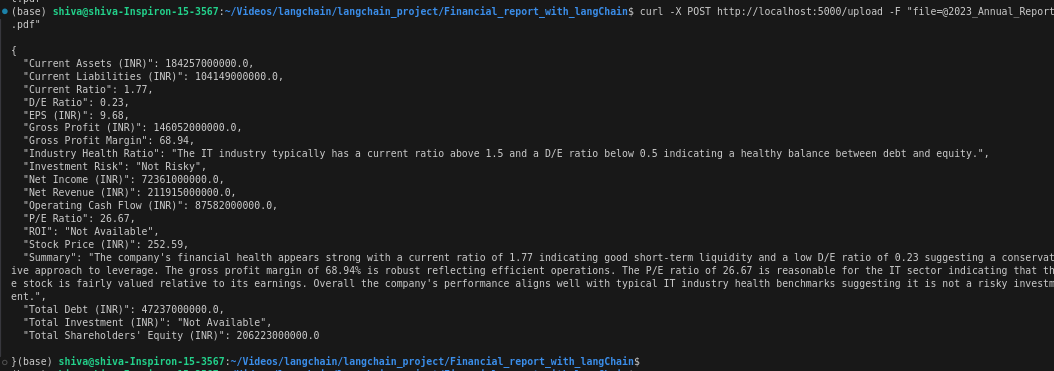 (base) shiva@shiva-Inspiron-15-3567:~/Videos/langchain/langchain_project/Financial_report_with_langChain$ curl -X POST http://localhost:5000/upload -F "file=@2023_Annual_Report
.pdf"
{
"Current Assets (INR)": 184257000000.0,
"Current Liabilities (INR)": 104149000000.0,
"Current Ratio": 1.77,
"D/E Ratio": 0.23,
"EPS (INR)": 9.68,
"Gross Profit (INR)": 146052000000.0,
"Gross Profit Margin": 68.94,
"Industry Health Ratio": "The IT industry typically has a current ratio above 1.5 and a D/E ratio below 0.5 indicating a healthy balance between debt and equity.",
"Investment Risk": "Not Risky",
"Net Income (INR)": 72361000000.0,
"Net Revenue (INR)": 211915000000.0,
"Operating Cash Flow (INR)": 87582000000.0,
"P/E Ratio": 26.67,
"ROI": "Not Available",
"Stock Price (INR)": 252.59,
"Summary": "The company's financial health appears strong with a current ratio of 1.77 indicating good short-term liquidity and a low D/E ratio of 0.23 suggesting a conservat
ive approach to leverage. The gross profit margin of 68.94% is robust reflecting efficient operations. The P/E ratio of 26.67 is reasonable for the IT sector indicating that th
e stock is fairly valued relative to its earnings. Overall the company's performance aligns well with typical IT industry health benchmarks suggesting it is not a risky investm
ent.",
"Total Debt (INR)": 47237000000.0,
"Total Investment (INR)": "Not Available",
"Total Shareholders' Equity (INR)": 206223000000.0
}(base) shiva@shiva-Inspiron-15-3567:~/Videos/langchain/langchain_project/Financial_report_with_langChain$